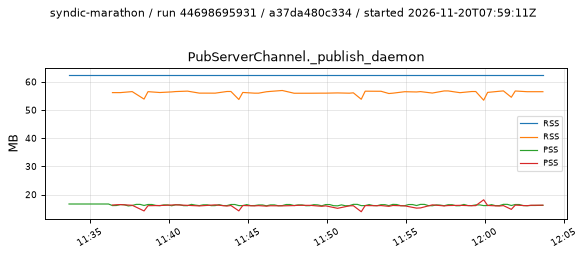 syndic-marathon / run 44698695931 / a37da480c334 / started 2026-11-20T07:59:11Z
PubServerChannel._publish_daemon
MB
60
50
40
30
20
RSS
RSS
PSS
PSS
11:35
11:40
11:45
11:50
11:55
12:00
12:05